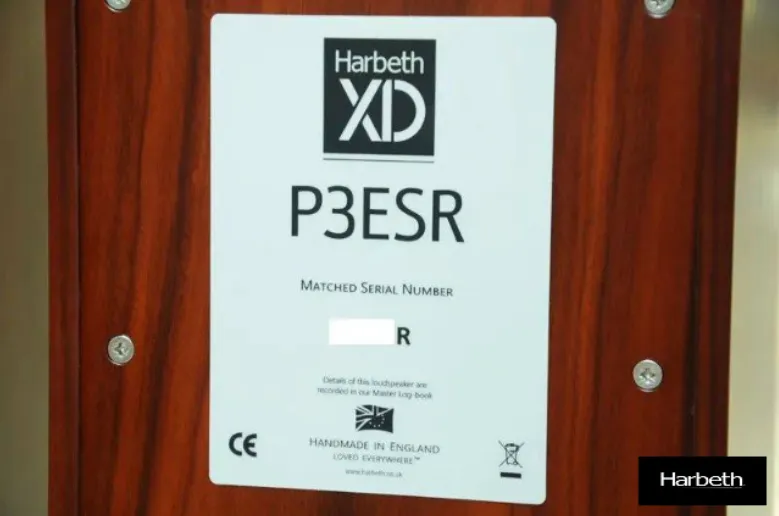 Harbeth
XD
P3ESR
MATCHED SERIAL NUMBER
R
Details of this loudspeaker are
recorded in our Master Log-book
CE
HANDMADE IN ENGLAND
LOVED EVERYWHERE™
www.harbeth.co.uk
Harbeth